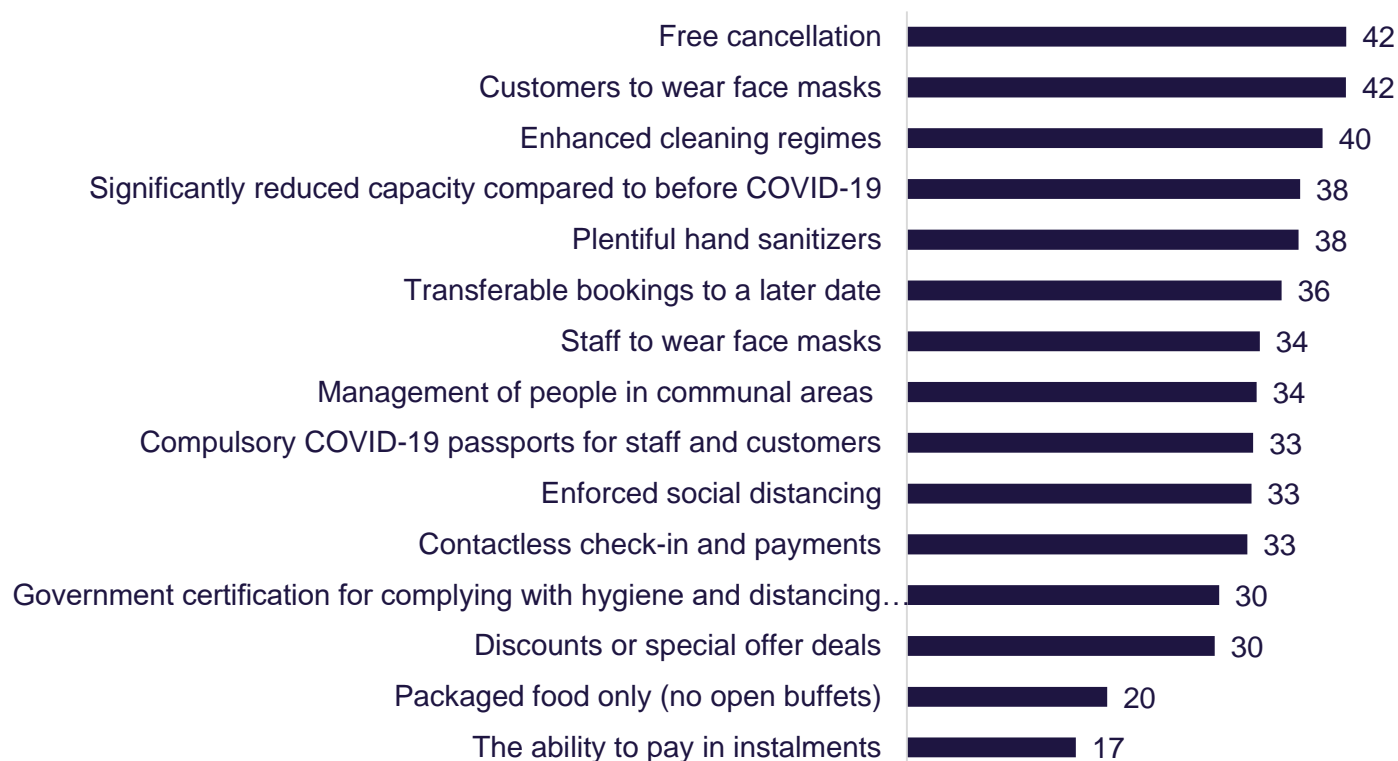 Free cancellation 42
Customers to wear face masks 42
Enhanced cleaning regimes 40
Significantly reduced capacity compared to before COVID-19 38
Plentiful hand sanitizers 38
Transferable bookings to a later date 36
Staff to wear face masks 34
Management of people in communal areas 34
Compulsory COVID-19 passports for staff and customers 33
Enforced social distancing 33
Contactless check-in and payments 33
Government certification for complying with hygiene and distancing… 30
Discounts or special offer deals 30
Packaged food only (no open buffets) 20
The ability to pay in instalments 17